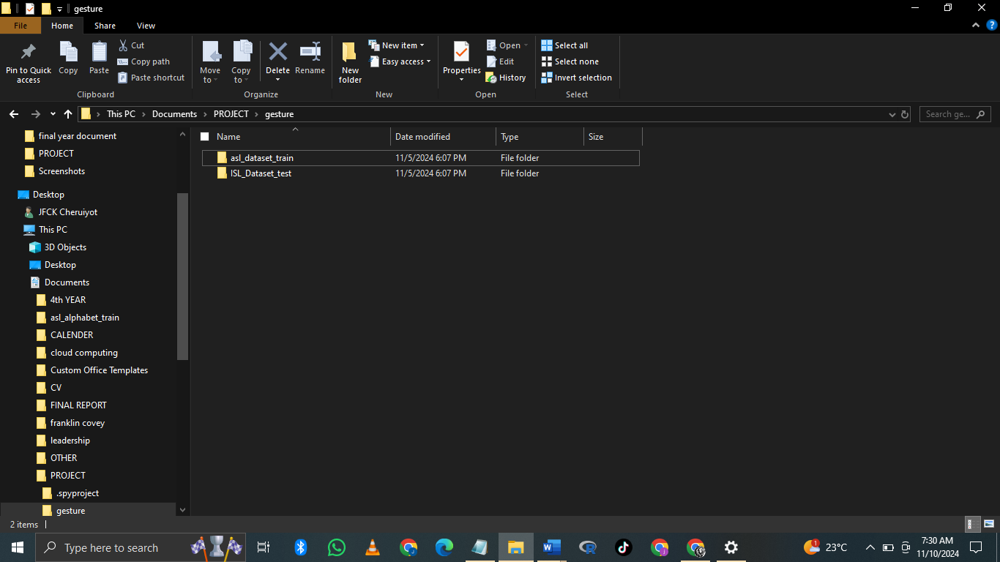 gesture
File Home Share View
Pin to Quick access
Copy
Paste
Cut
Copy path
Paste shortcut
Clipboard
Move to
Copy to
Delete
Rename
Organize
New folder
New item
Easy access
New
Properties
Open
Edit
History
Open
Select all
Select none
Invert selection
Select
This PC > Documents > PROJECT > gesture
Search ge...
final year document
PROJECT
Screenshots
Desktop
JFCK Cheruiyot
This PC
3D Objects
Desktop
Documents
4th YEAR
asl_alphabet_train
CALENDER
cloud computing
Custom Office Templates
CV
FINAL REPORT
franklin covey
leadership
OTHER
PROJECT
.spyproject
gesture
Name Date modified Type Size
asl_dataset_train 11/5/2024 6:07 PM File folder
ISL_Dataset_test 11/5/2024 6:07 PM File folder
2 items
Type here to search
1
23°C
7:30 AM
11/10/2024